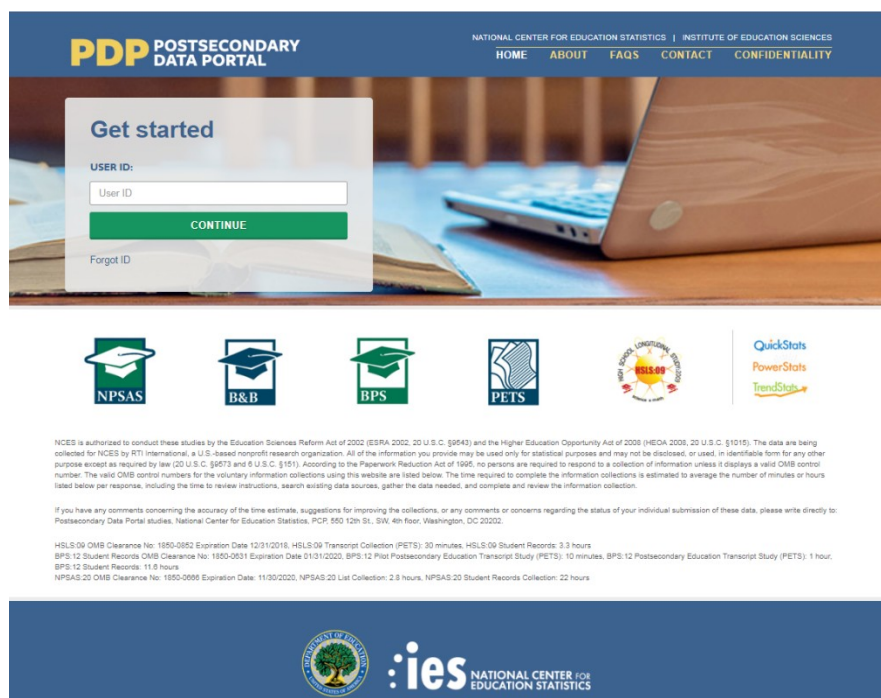 PDP POSTSECONDARY
DATA PORTAL
NATIONAL CENTER FOR EDUCATION STATISTICS | INSTITUTE OF EDUCATION SCIENCES
HOME ABOUT FAQS CONTACT CONFIDENTIALITY
Get started
USER ID:
User ID
CONTINUE
Forgot ID
NPSAS
B&B
BPS
PETS
HIGH SCHOOL LONGITUDINAL STUDY
HSLS:09
QuickStats
PowerStats
TrendStats
NCES is authorized to conduct these studies by the Education Sciences Reform Act of 2002 (ESRA 2002, 20 U.S.C. §9543) and the Higher Education Opportunity Act of 2008 (HEOA 2008, 20 U.S.C. §1015). The data are being
collected for NCES by RTI International, a U.S.-based nonprofit research organization. All of the information you provide may be used only for statistical purposes and may not be disclosed, or used, in identifiable form for any other
purpose except as required by law (20 U.S.C. §9573 and 6 U.S.C. §151). According to the Paperwork Reduction Act of 1995, no persons are required to respond to a collection of information unless it displays a valid OMB control
number. The valid OMB control numbers for the voluntary information collections using this website are listed below. The time required to complete the information collections is estimated to average the number of minutes or hours
listed below per response, including the time to review instructions, search existing data sources, gather the data needed, and complete and review the information collection.
If you have any comments concerning the accuracy of the time estimate, suggestions for improving the collections, or any comments or concerns regarding the status of your individual submission of these data, please write directly to:
Postsecondary Data Portal studies, National Center for Education Statistics, PCP, 550 12th St., SW, 4th floor, Washington, DC 20202.
HSLS:09 OMB Clearance No: 1850-0852 Expiration Date 12/31/2018, HSLS:09 Transcript Collection (PETS): 30 minutes, HSLS:09 Student Records: 3.3 hours
BPS:12 Student Records OMB Clearance No: 1850-0631 Expiration Date 01/31/2020, BPS:12 Pilot Postsecondary Education Transcript Study (PETS): 10 minutes, BPS:12 Postsecondary Education Transcript Study (PETS): 1 hour,
BPS:12 Student Records: 11.6 hours
NPSAS:20 OMB Clearance No: 1850-0666 Expiration Date: 11/30/2020, NPSAS:20 List Collection: 2.8 hours, NPSAS:20 Student Records Collection: 22 hours
DEPARTMENT OF EDUCATION
UNITED STATES OF AMERICA
ies NATIONAL CENTER FOR
EDUCATION STATISTICS